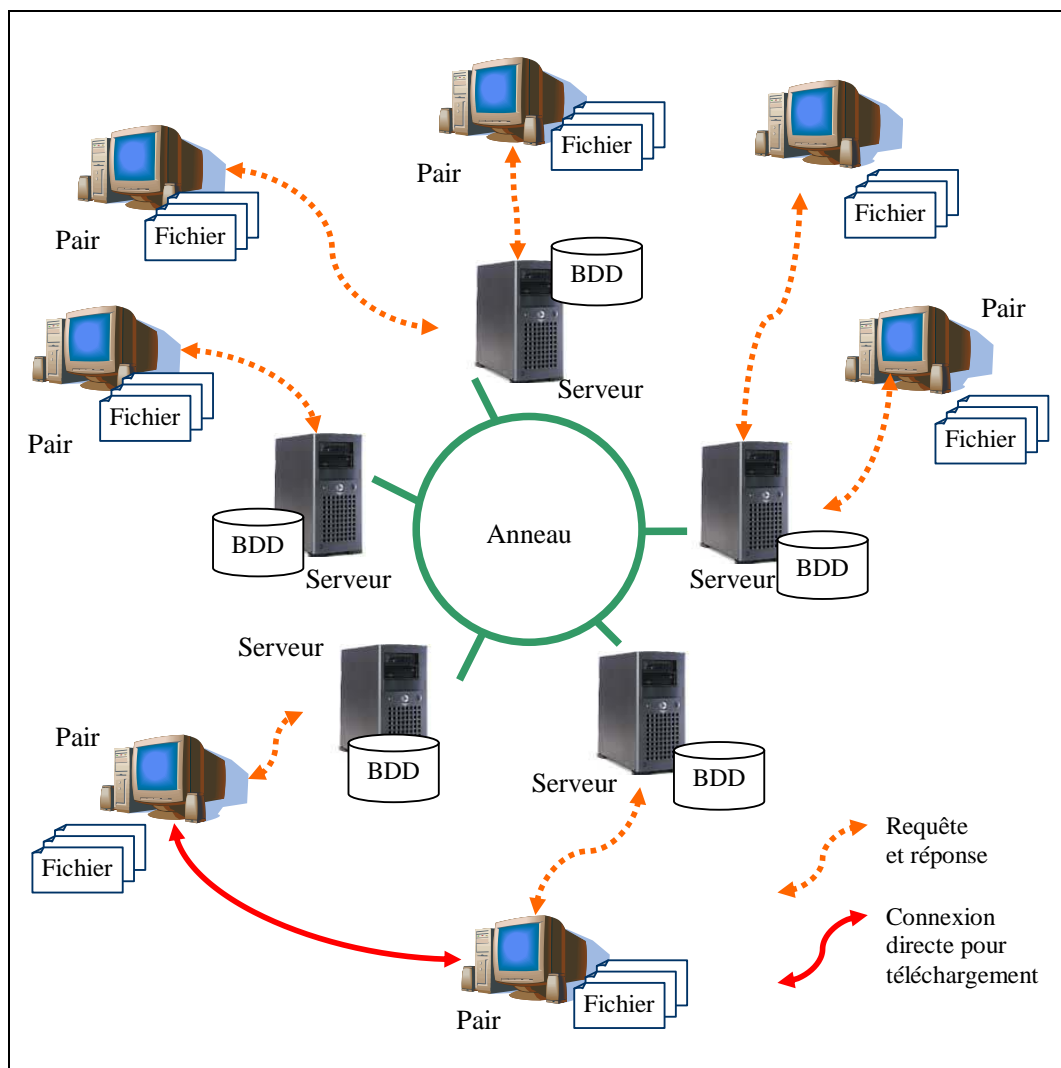 Fichier
Pair
Fichier
Pair
Fichier
BDD
Fichier
Pair
Serveur
Fichier
Pair
Fichier
Anneau
BDD
Serveur
Serveur
BDD
Serveur
Pair
BDD
Serveur
BDD
Fichier
Requête
et réponse
Connexion
directe pour
téléchargement
Pair
Fichier